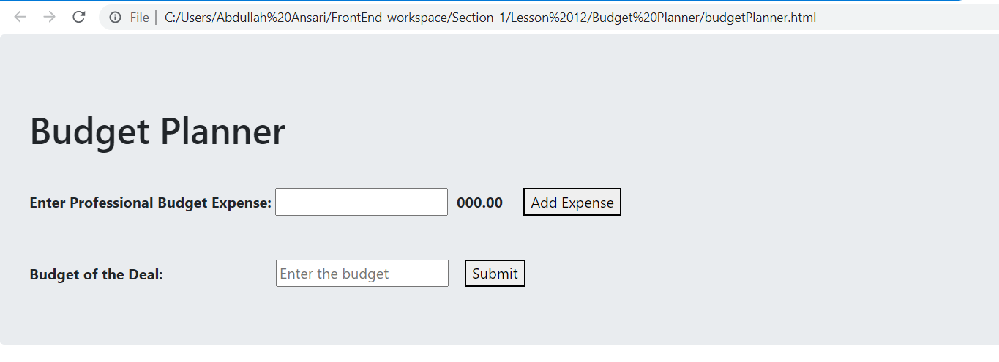 File | C:/Users/Abdullah%20Ansari/FrontEnd-workspace/Section-1/Lesson%2012/Budget%20Planner/budgetPlanner.html
Budget Planner
Enter Professional Budget Expense: 000.00 Add Expense
Budget of the Deal: Enter the budget Submit